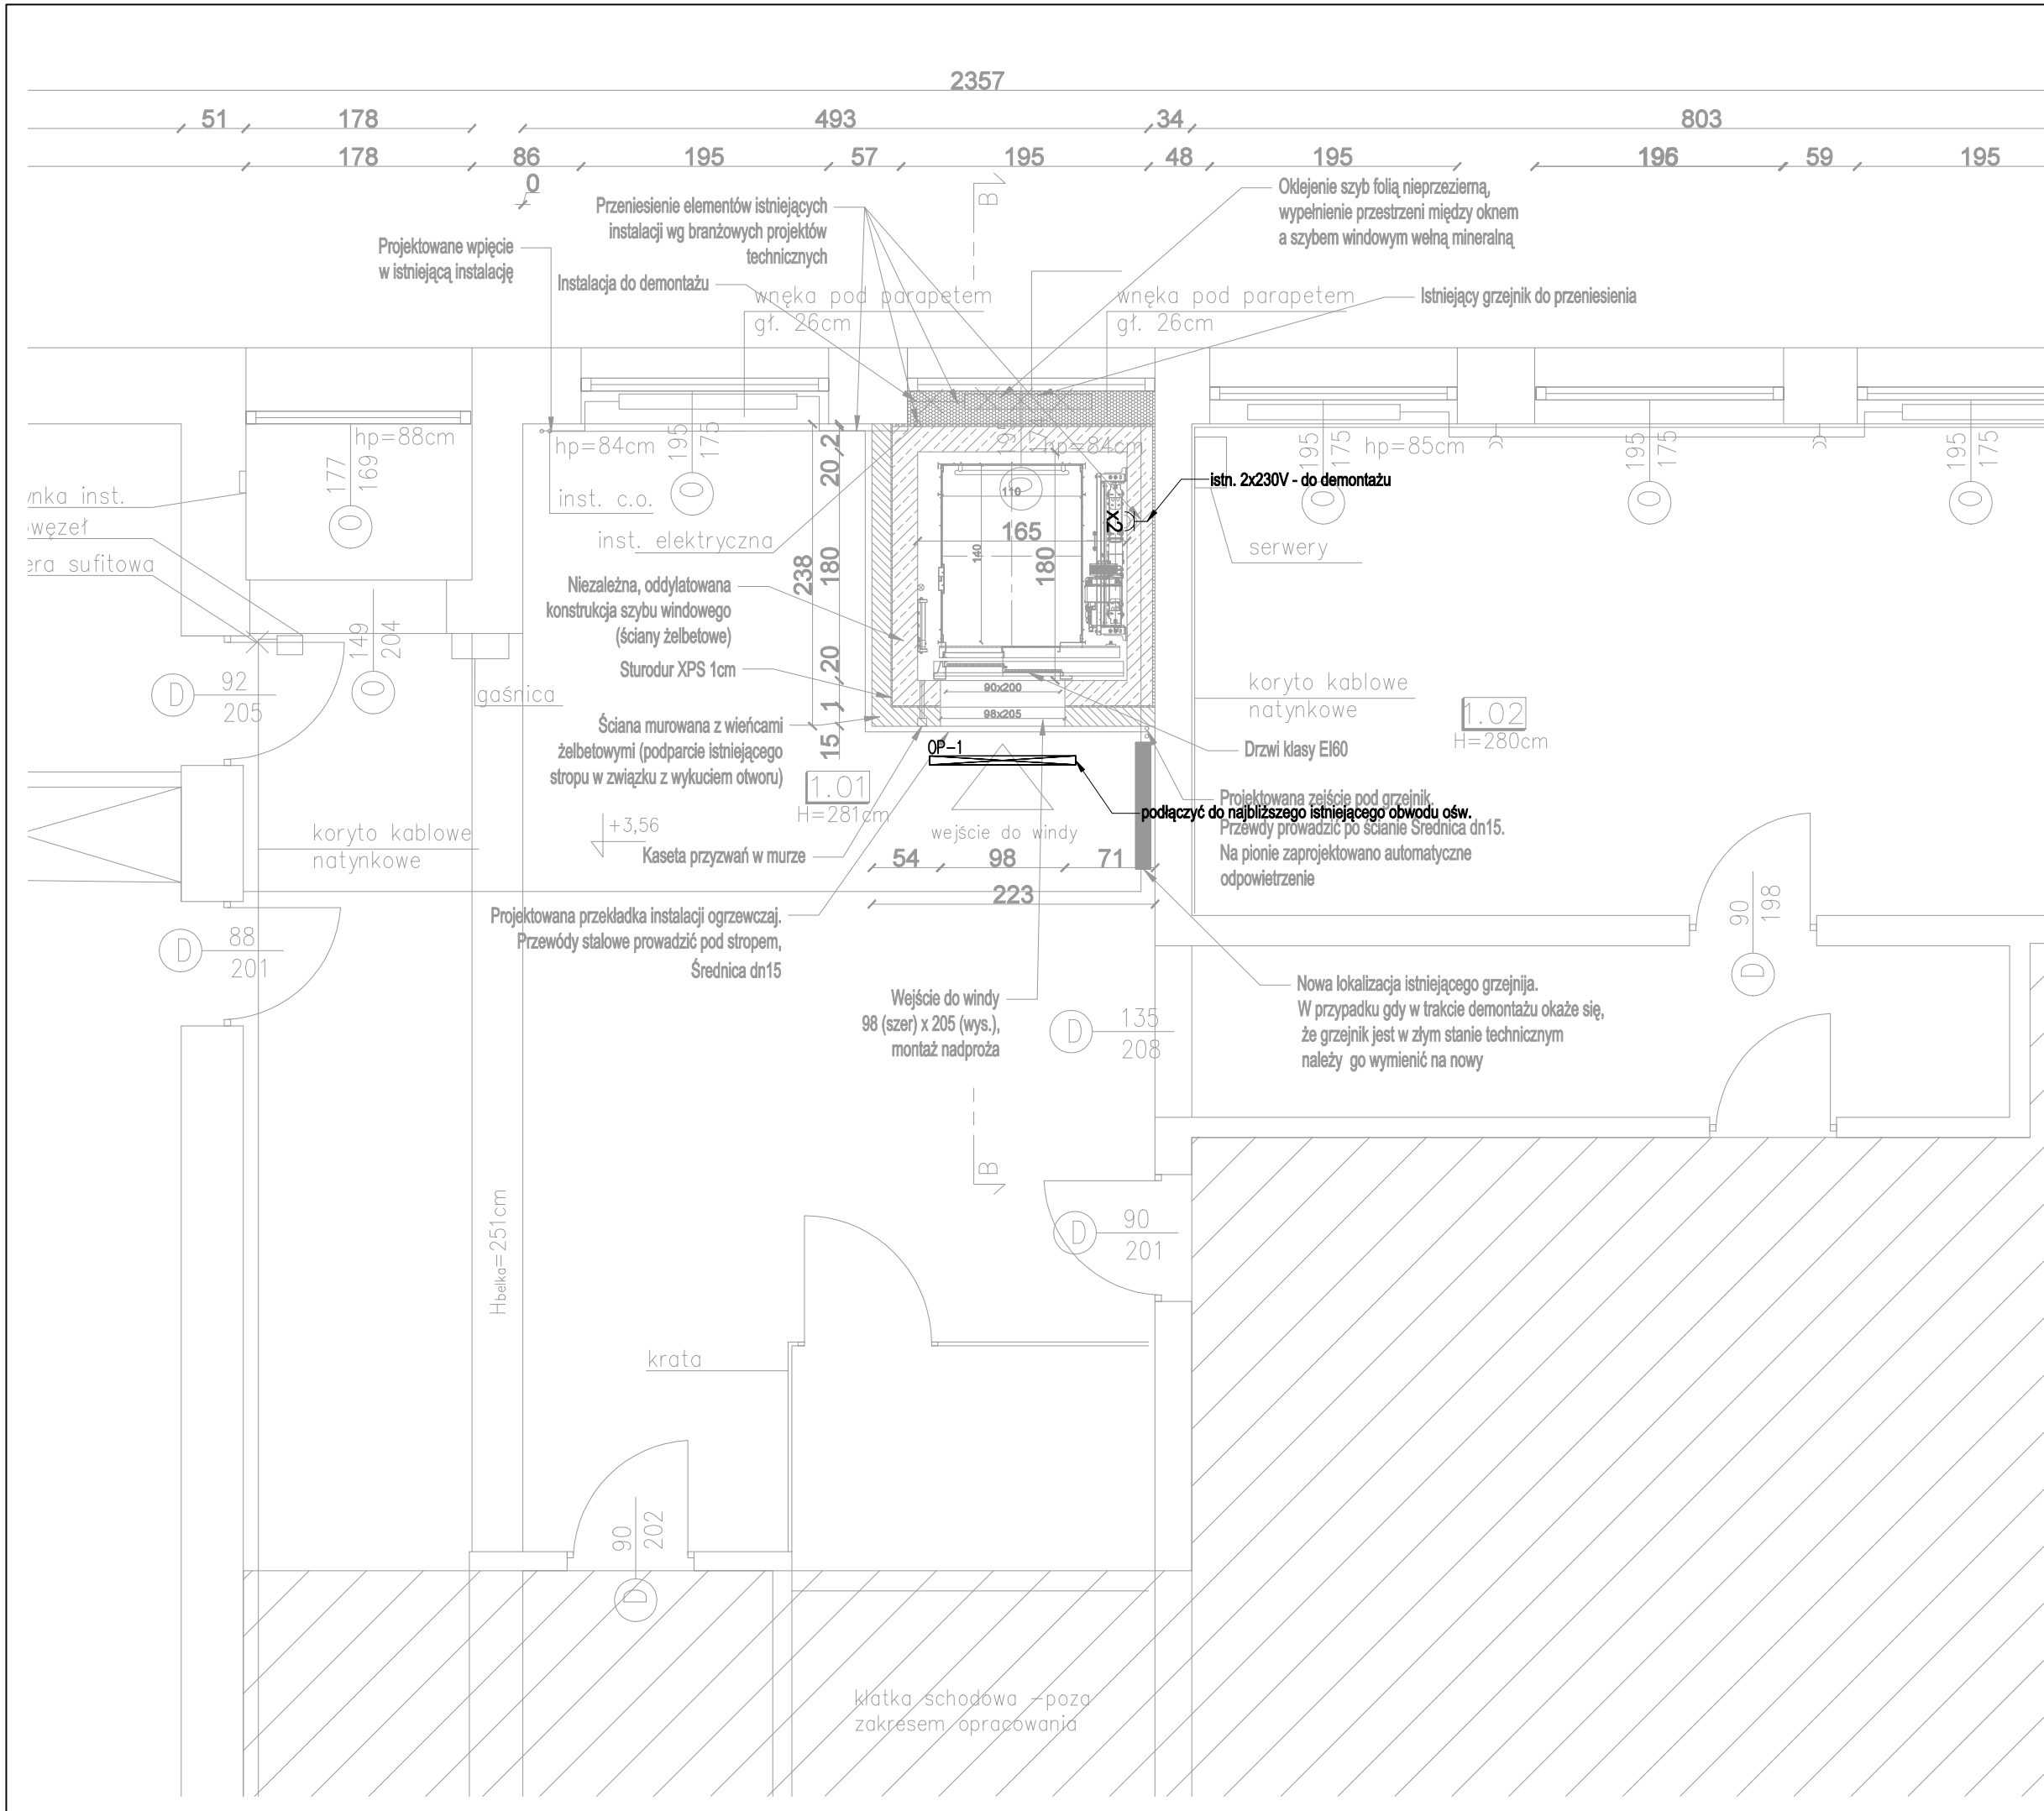 2357
51
178
493
34
803
178
86
195
57
195
48
195
196
59
195
0
B
Przeniesienie elementów istniejących
instalacji wg branżowych projektów
technicznych
Oklejenie szyb folią nieprzezierną,
wypełnienie przestrzeni między oknem
a szybem windowym wełną mineralną
Projektowane wpięcie
w istniejącą instalację
Instalacja do demontażu
wnęka pod parapetem
gł. 26cm
wnęka pod parapetem
gł. 26cm
Istniejący grzejnik do przeniesienia
hp=88cm
hp=84cm
hp=84cm
hp=85cm
177
169
O
195
175
O
O
195
175
O
195
175
O
195
175
O
inst. c.o.
inst. elektryczna
inst.
węzeł
sufitowa
2
20
180
238
20
1
15
110
165
140
180
x2
istn. 2x230V - do demontażu
serwery
Niezależna, oddylatowana
konstrukcja szybu windowego
(ściany żelbetowe)
Sturodur XPS 1cm
Ściana murowana z wieńcami
żelbetowymi (podparcie istniejącego
stropu w związku z wykuciem otworu)
149
204
O
D
92
205
gaśnica
90x200
98x205
OP-1
koryto kablowe
natynkowe
1.02
H=280cm
Drzwi klasy EI60
1.01
H=281cm
+3,56
wejście do windy
Projektowana zejście pod grzejnik.
podłączyć do najbliższego istniejącego obwodu ośw.
Przewdy prowadzić po ścianie Średnica dn15.
Na pionie zaprojektowano automatyczne
odpowietrzenie
koryto kablowe
natynkowe
Kaseta przyzwań w murze
54
98
71
223
Projektowana przekładka instalacji ogrzewczaj.
Przewódy stalowe prowadzić pod stropem,
Średnica dn15
D
88
201
90
198
D
Wejście do windy
98 (szer) x 205 (wys.),
montaż nadproża
D
135
208
Nowa lokalizacja istniejącego grzejnija.
W przypadku gdy w trakcie demontażu okaże się,
że grzejnik jest w złym stanie technicznym
należy go wymienić na nowy
B
D
90
201
Hbelka=251cm
krata
90
202
D
klatka schodowa -poza
zakresem opracowania